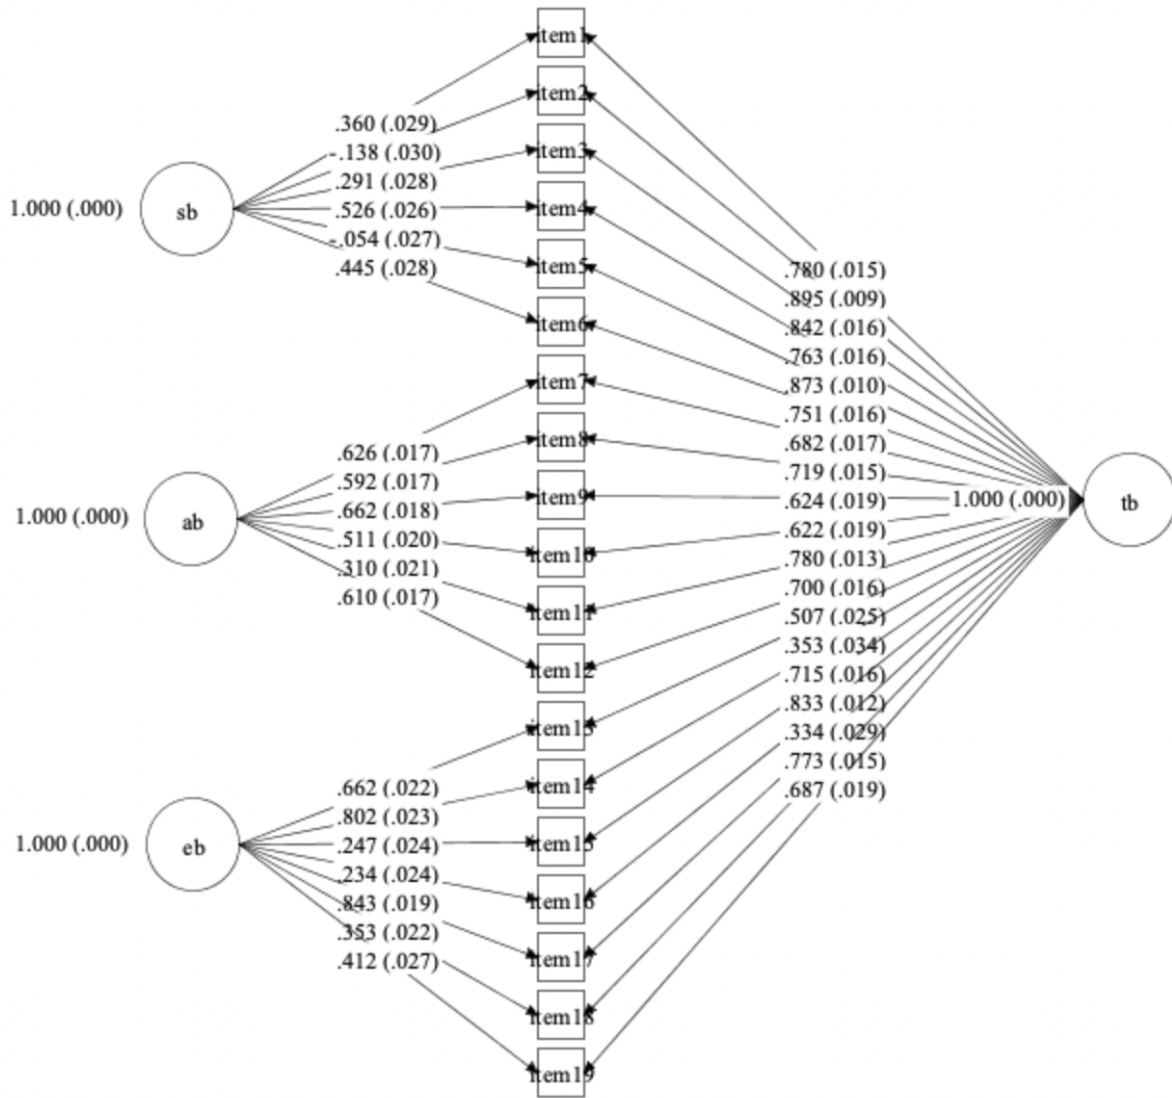 item1
item2
item3
item4
item5
item6
item7
item8
item9
item10
item11
item12
item13
item14
item15
item16
item17
item18
item19
1.000 (.000)
sb
.360 (.029)
-.138 (.030)
.291 (.028)
.526 (.026)
-.054 (.027)
.445 (.028)
1.000 (.000)
ab
.626 (.017)
.592 (.017)
.662 (.018)
.511 (.020)
.310 (.021)
.610 (.017)
1.000 (.000)
eb
.662 (.022)
.802 (.023)
.247 (.024)
.234 (.024)
.843 (.019)
.353 (.022)
.412 (.027)
.780 (.015)
.895 (.009)
.842 (.016)
.763 (.016)
.873 (.010)
.751 (.016)
.682 (.017)
.719 (.015)
.624 (.019)
.622 (.019)
.780 (.013)
.700 (.016)
.507 (.025)
.353 (.034)
.715 (.016)
.833 (.012)
.334 (.029)
.773 (.015)
.687 (.019)
1.000 (.000)
tb